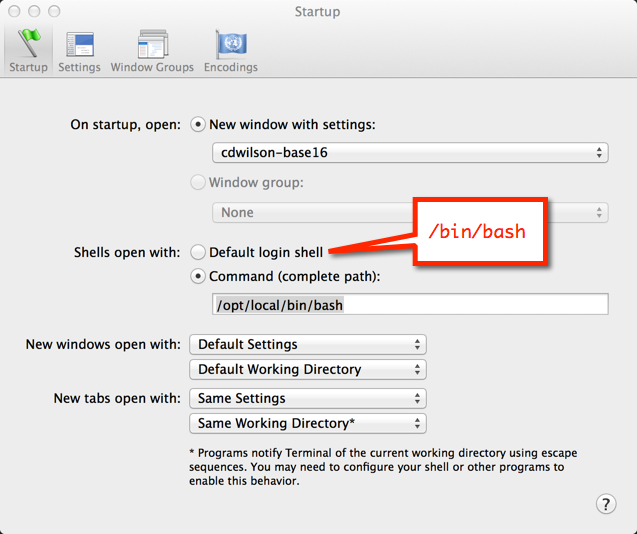 Startup
Startup Settings Window Groups Encodings
On startup, open: New window with settings:
cdwilson-base16
Window group:
None
/bin/bash
Shells open with: Default login shell
Command (complete path):
/opt/local/bin/bash
New windows open with: Default Settings
Default Working Directory
New tabs open with: Same Settings
Same Working Directory*
* Programs notify Terminal of the current working directory using escape
sequences. You may need to configure your shell or other programs to
enable this behavior.
?